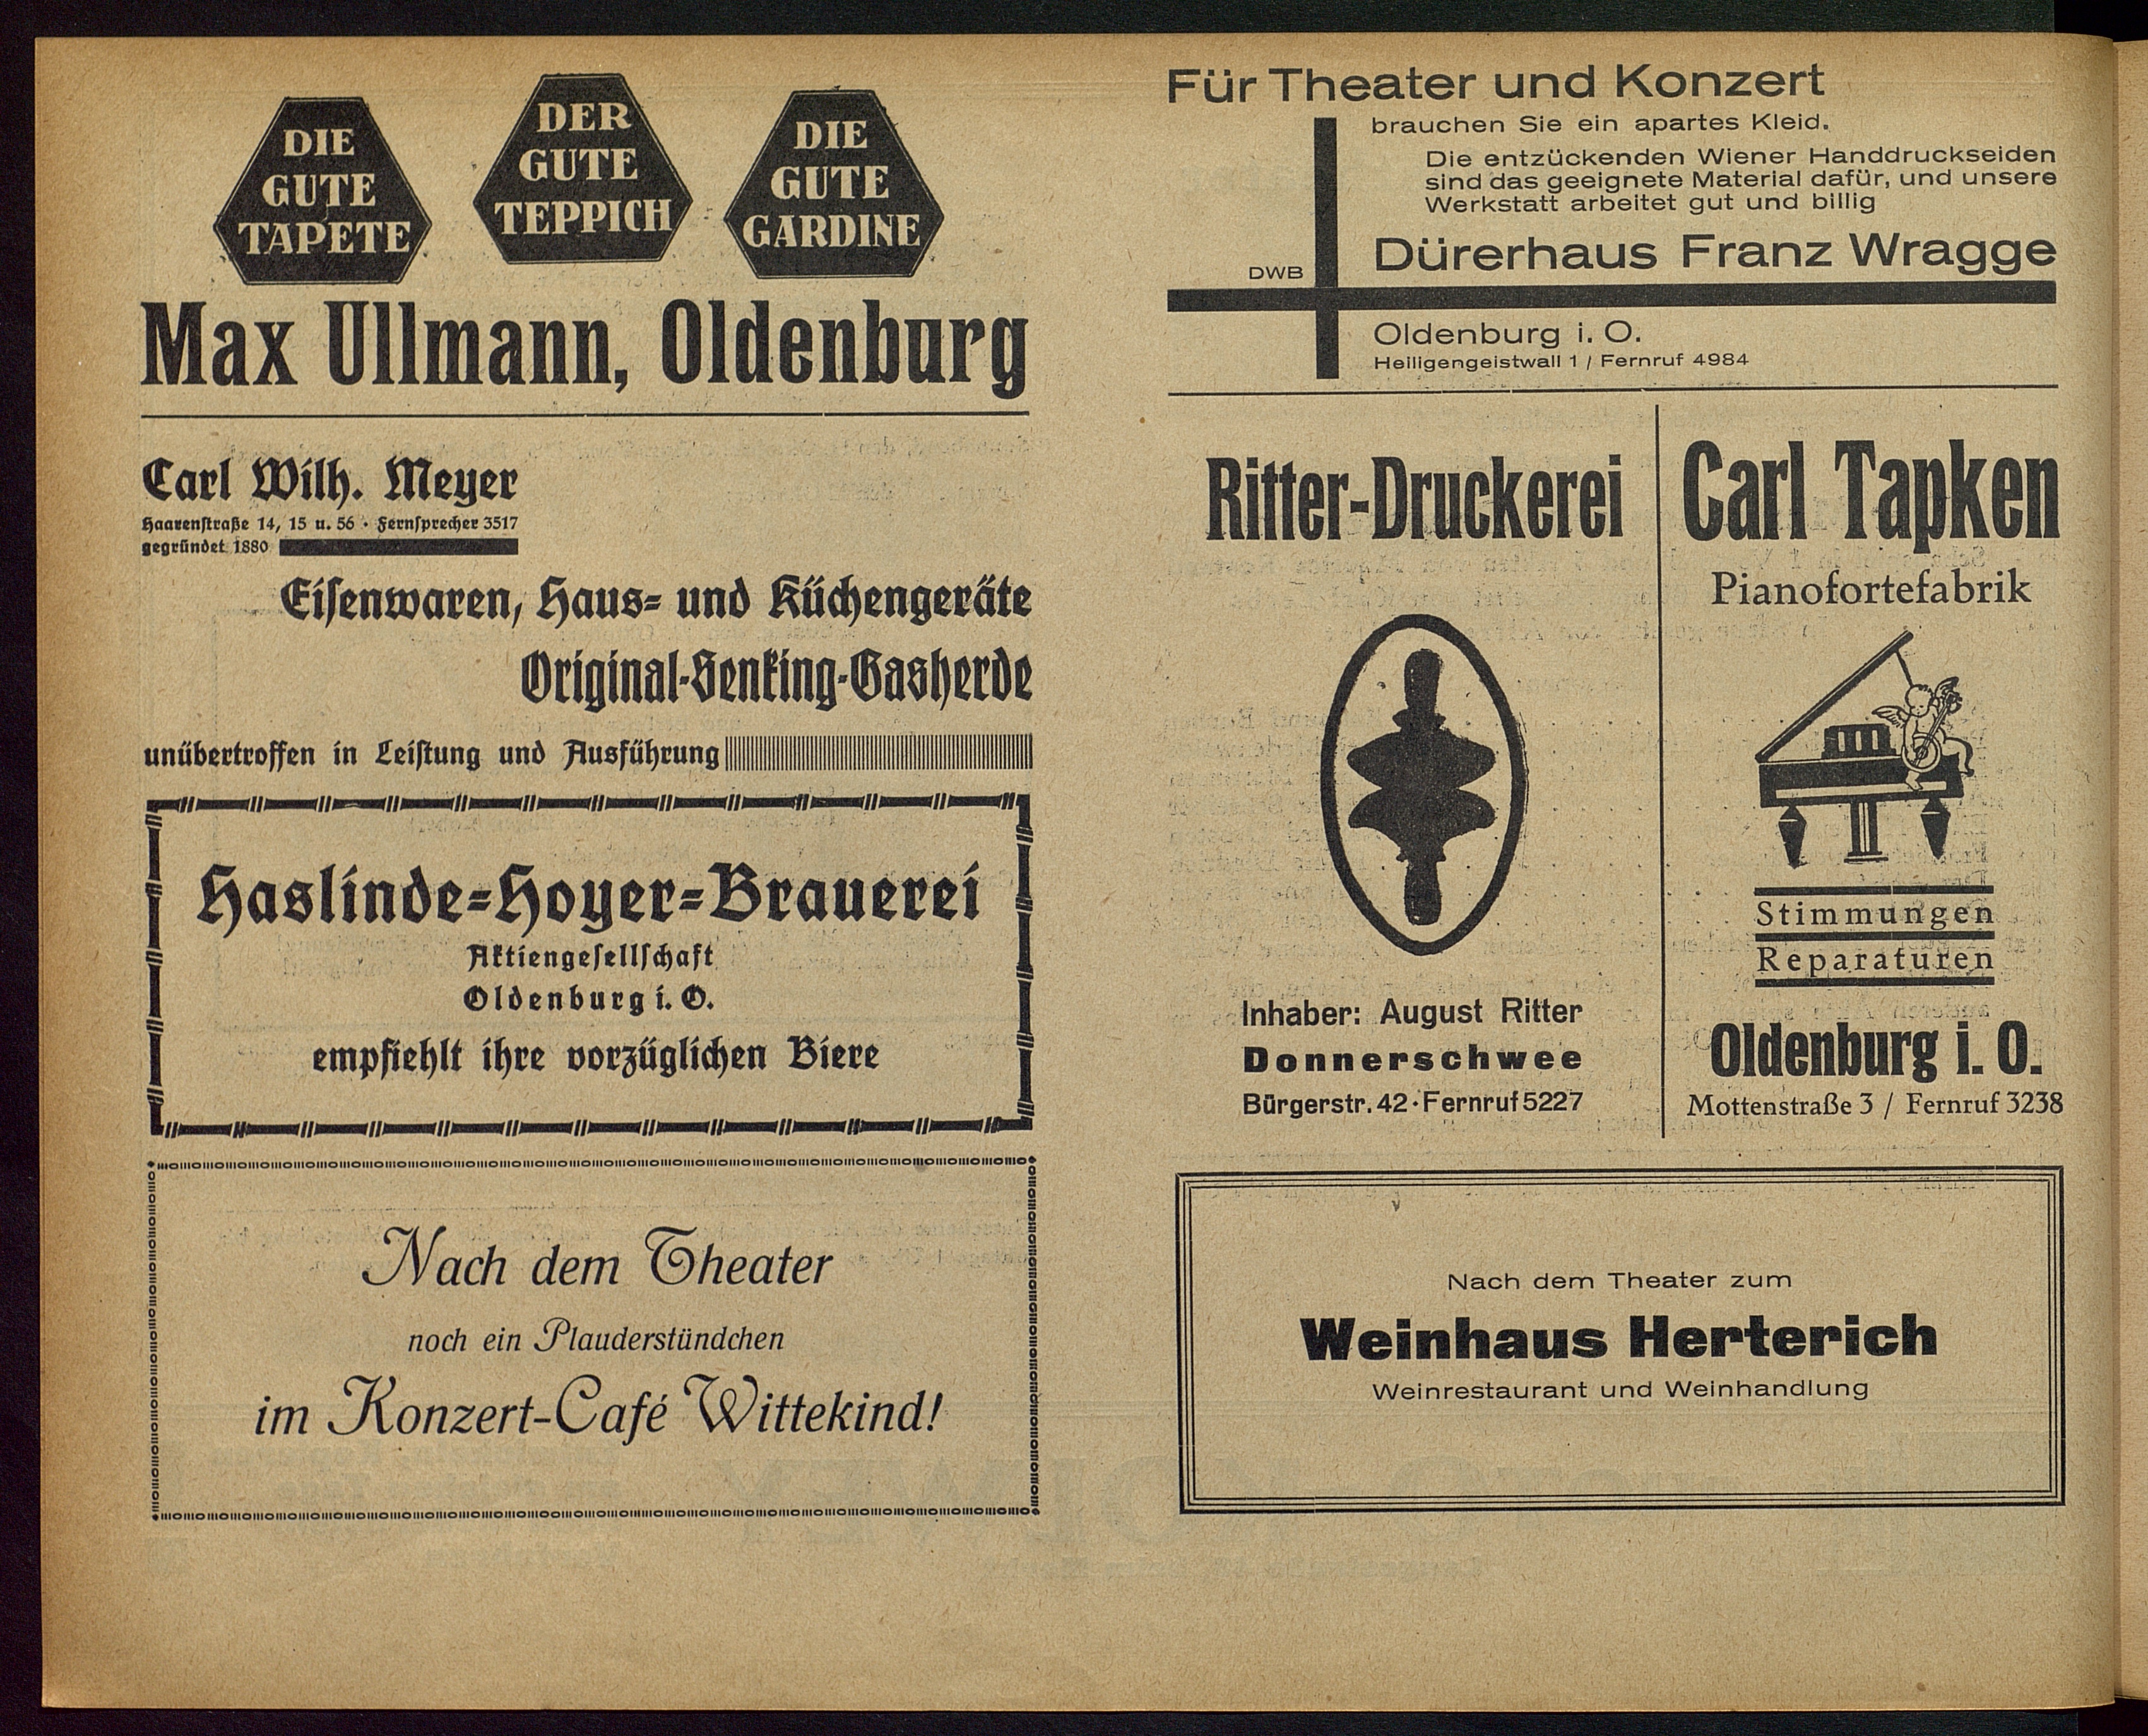 DIE
GUTE
TAPETE
DER
GUTE
TEPPICH
DIE
GUTE
GARDINE
Max Ullmann, Oldenburg
Carl Wilh. Meyer
Haarenſtraße 14, 15 u. 56 · Fernſprecher 3517
gegründet 1880
Eiſenwaren, Haus- und Küchengeräte
Original-Senking-Gasherde
unübertroffen in Leiſtung und Ausführung
Haslinde-Hoyer-Brauerei
Aktiengeſellſchaft
Oldenburg i. O.
empfiehlt ihre vorzüglichen Biere
Nach dem Theater
noch ein Plauderstündchen
im Konzert-Café Wittekind!
Für Theater und Konzert
brauchen Sie ein apartes Kleid.
Die entzückenden Wiener Handdruckseiden
sind das geeignete Material dafür, und unsere
Werkstatt arbeitet gut und billig
Dürerhaus Franz Wragge
DWB
Oldenburg i. O.
Heiligengeistwall 1 / Fernruf 4984
Ritter-Druckerei
Inhaber: August Ritter
Donnerschwee
Bürgerstr. 42 · Fernruf 5227
Carl Tapken
Pianofortefabrik
Stimmungen
Reparaturen
Oldenburg i. O.
Mottenstraße 3 / Fernruf 3238
Nach dem Theater zum
Weinhaus Herterich
Weinrestaurant und Weinhandlung